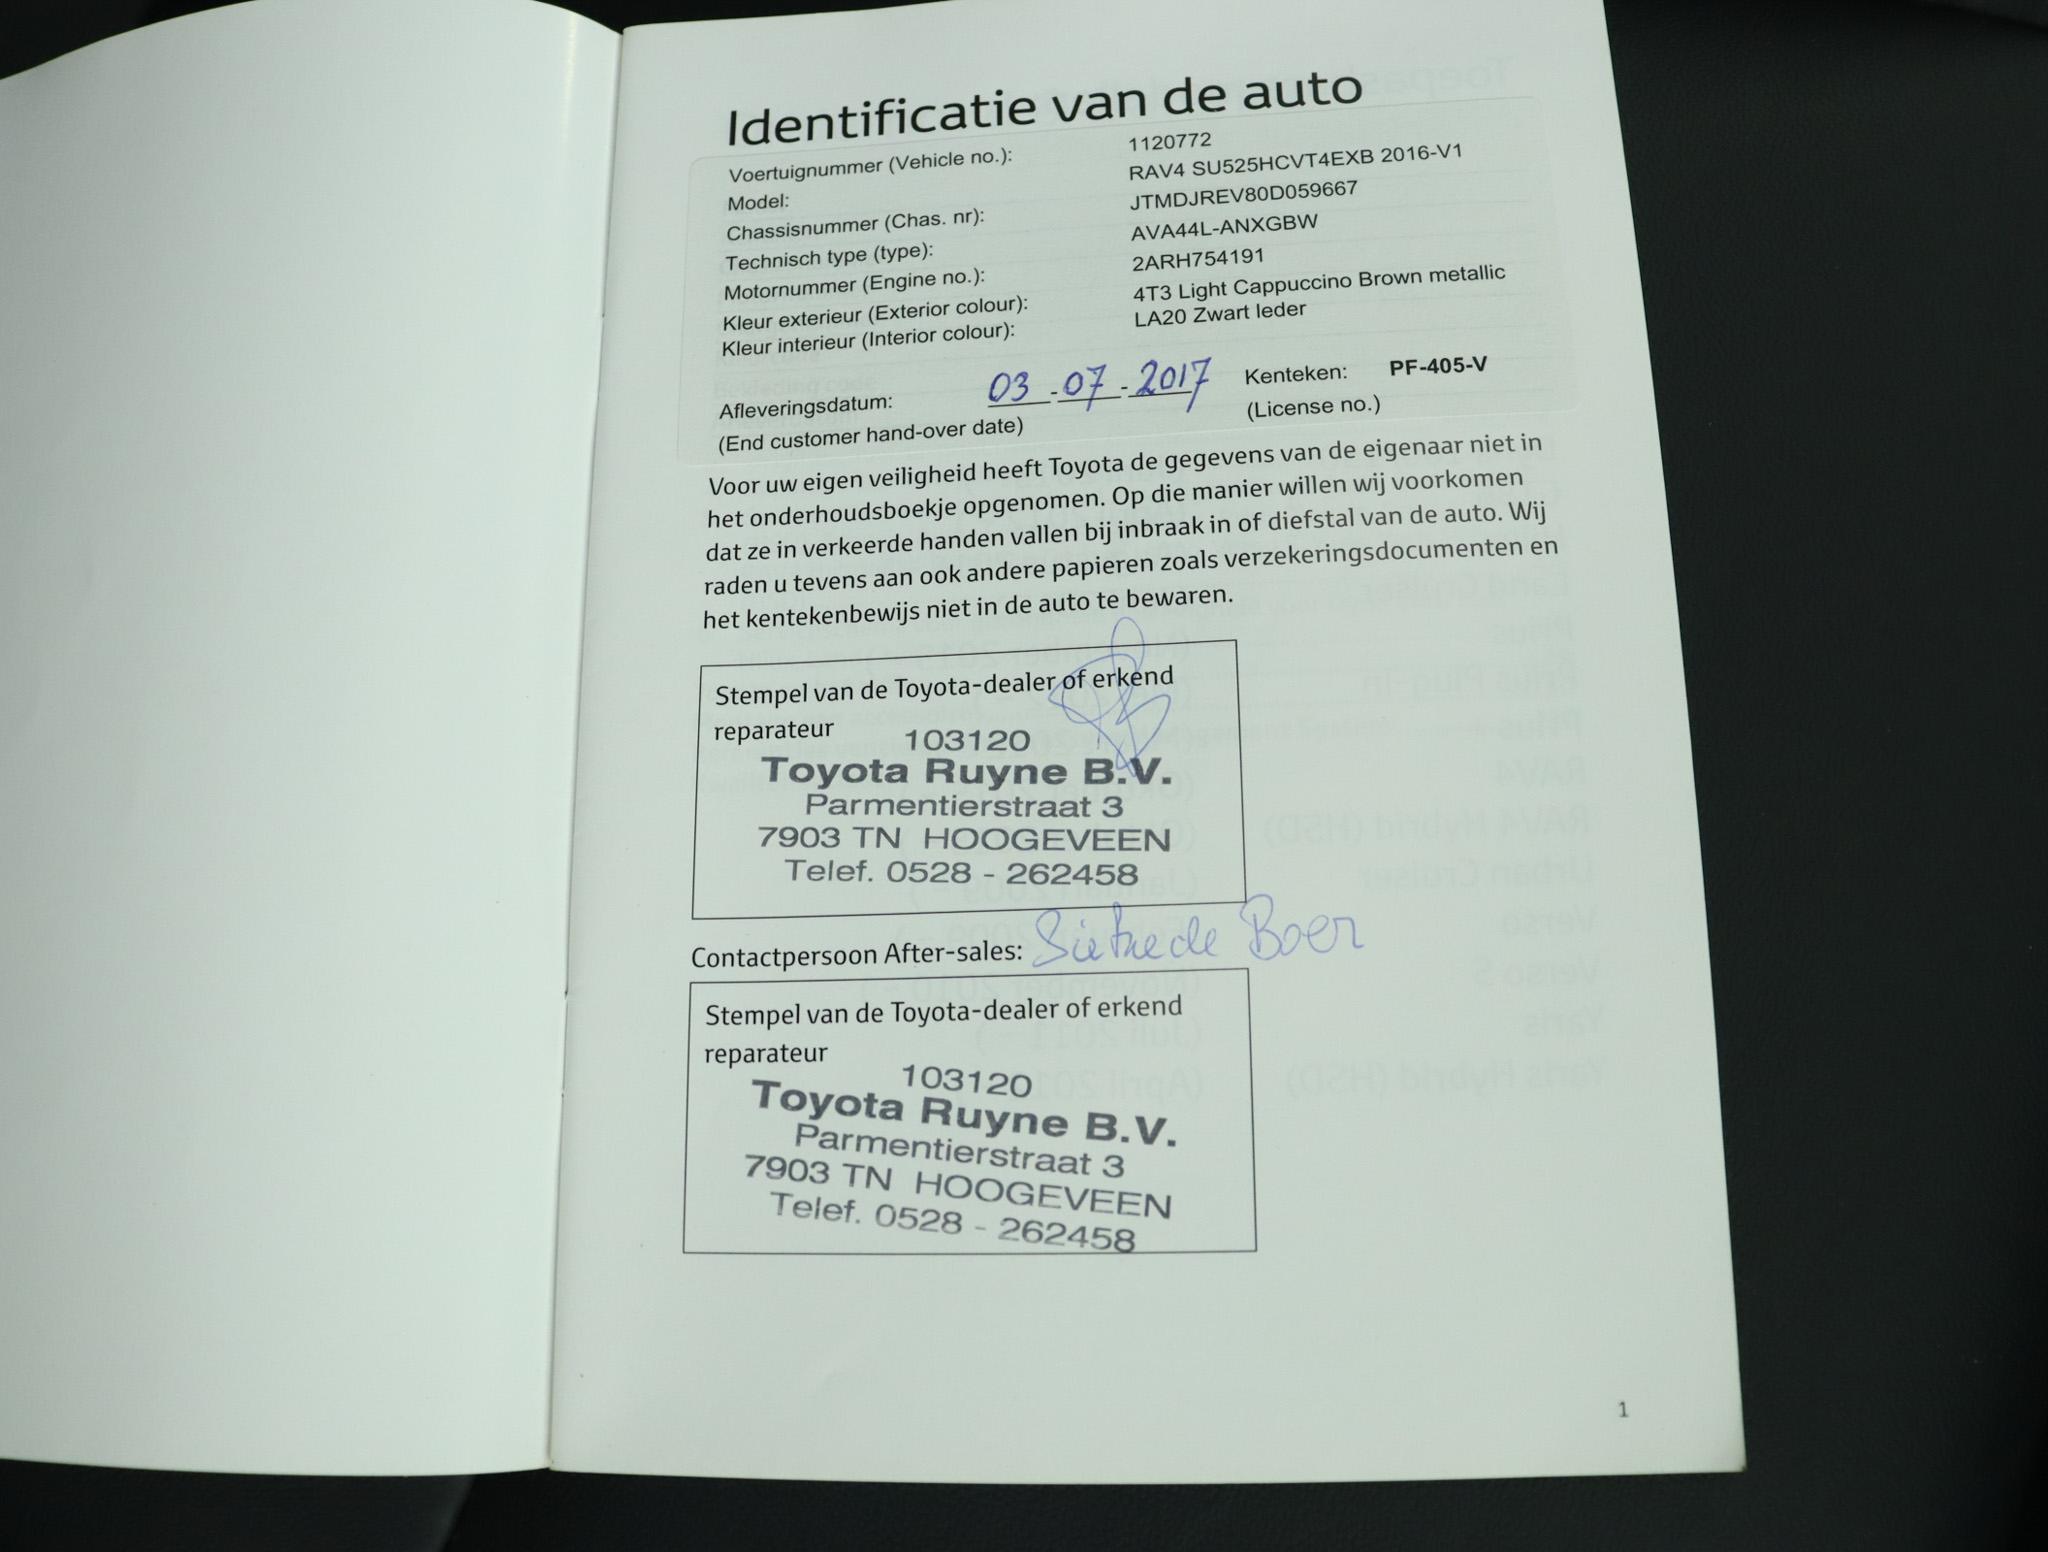 Identificatie van de auto
Voertuignummer (Vehicle no.): 1120772
Model: RAV4 SU525HCVT4EXB 2016-V1
Chassisnummer (Chas. nr): JTMDJREV80D059667
Technisch type (type): AVA44L-ANXGBW
Motornummer (Engine no.): 2ARH754191
Kleur exterieur (Exterior colour): 4T3 Light Cappuccino Brown metallic
Kleur interieur (Interior colour): LA20 Zwart leder
Afleveringsdatum: 03-07-2017 Kenteken: PF-405-V
(End customer hand-over date) (License no.)
Voor uw eigen veiligheid heeft Toyota de gegevens van de eigenaar niet in
het onderhoudsboekje opgenomen. Op die manier willen wij voorkomen
dat ze in verkeerde handen vallen bij inbraak in of diefstal van de auto. Wij
raden u tevens aan ook andere papieren zoals verzekeringsdocumenten en
het kentekenbewijs niet in de auto te bewaren.
Stempel van de Toyota-dealer of erkend
reparateur
103120
Toyota Ruyne B.V.
Parmentierstraat 3
7903 TN HOOGEVEEN
Telef. 0528 - 262458
Contactpersoon After-sales: Boer
Stempel van de Toyota-dealer of erkend
reparateur
103120
Toyota Ruyne B.V.
Parmentierstraat 3
7903 TN HOOGEVEEN
Telef. 0528 - 262458
1